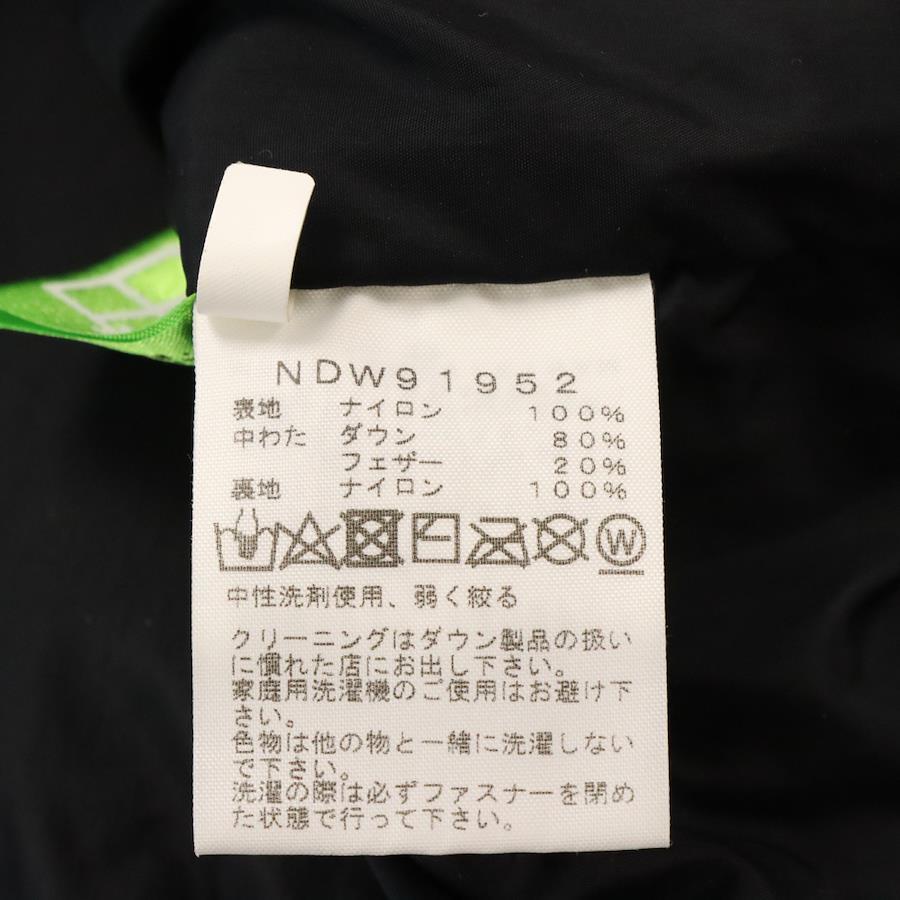 NDW91952
表地 ナイロン 100%
中わた ダウン 80%
フェザー 20%
裏地 ナイロン 100%
W
中性洗剤使用、弱く絞る
クリーニングはダウン製品の扱い
に慣れた店にお出し下さい。
家庭用洗濯機のご使用はお避け下
さい。
色物は他の物と一緒に洗濯しない
で下さい。
洗濯の際は必ずファスナーを閉め
た状態で行って下さい。